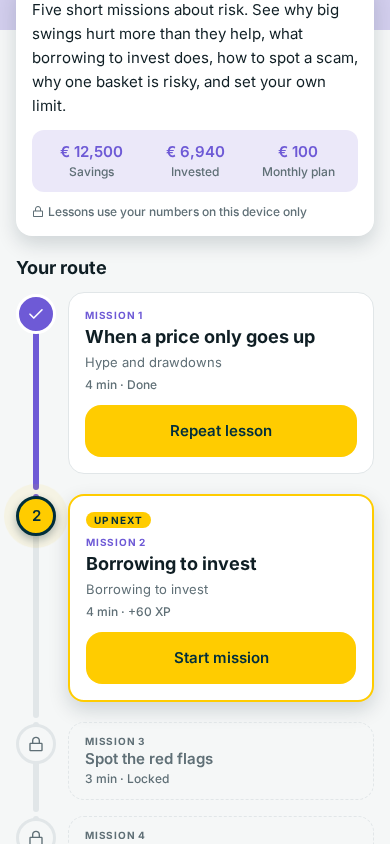 Five short missions about risk. See why big
swings hurt more than they help, what
borrowing to invest does, how to spot a scam,
why one basket is risky, and set your own
limit.
€ 12,500
Savings
€ 6,940
Invested
€ 100
Monthly plan
Lessons use your numbers on this device only
Your route
MISSION 1
When a price only goes up
Hype and drawdowns
4 min · Done
Repeat lesson
2
UP NEXT
MISSION 2
Borrowing to invest
Borrowing to invest
4 min · +60 XP
Start mission
MISSION 3
Spot the red flags
3 min · Locked
MISSION 4